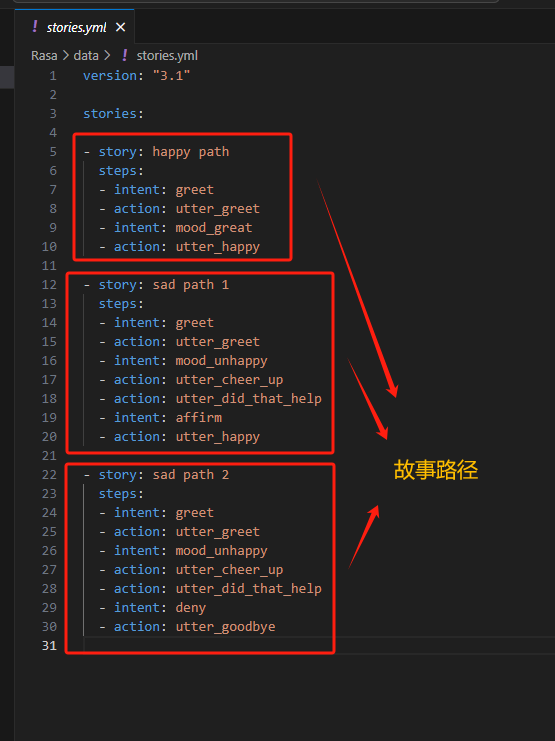 ! stories.yml ×
Rasa > data > ! stories.yml
1 version: "3.1"
2
3 stories:
4
5 - story: happy path
6 steps:
7 - intent: greet
8 - action: utter_greet
9 - intent: mood_great
10 - action: utter_happy
11
12 - story: sad path 1
13 steps:
14 - intent: greet
15 - action: utter_greet
16 - intent: mood_unhappy
17 - action: utter_cheer_up
18 - action: utter_did_that_help
19 - intent: affirm
20 - action: utter_happy
21
22 - story: sad path 2
23 steps:
24 - intent: greet
25 - action: utter_greet
26 - intent: mood_unhappy
27 - action: utter_cheer_up
28 - action: utter_did_that_help
29 - intent: deny
30 - action: utter_goodbye
31
故事路径